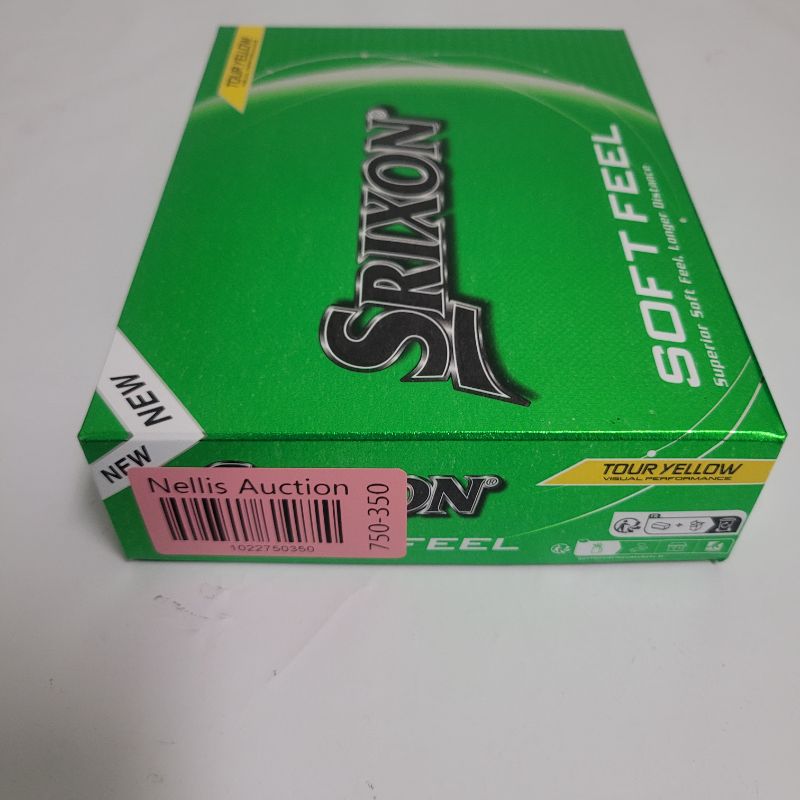 TOUR YELLOW
SRIXON®
SOFT FEEL
Superior Soft Feel, Longer Distance
NEW
NEW
Nellis Auction
1022750350
750-350
ON®
FEEL
TOUR YELLOW
VISUAL PERFORMANCE